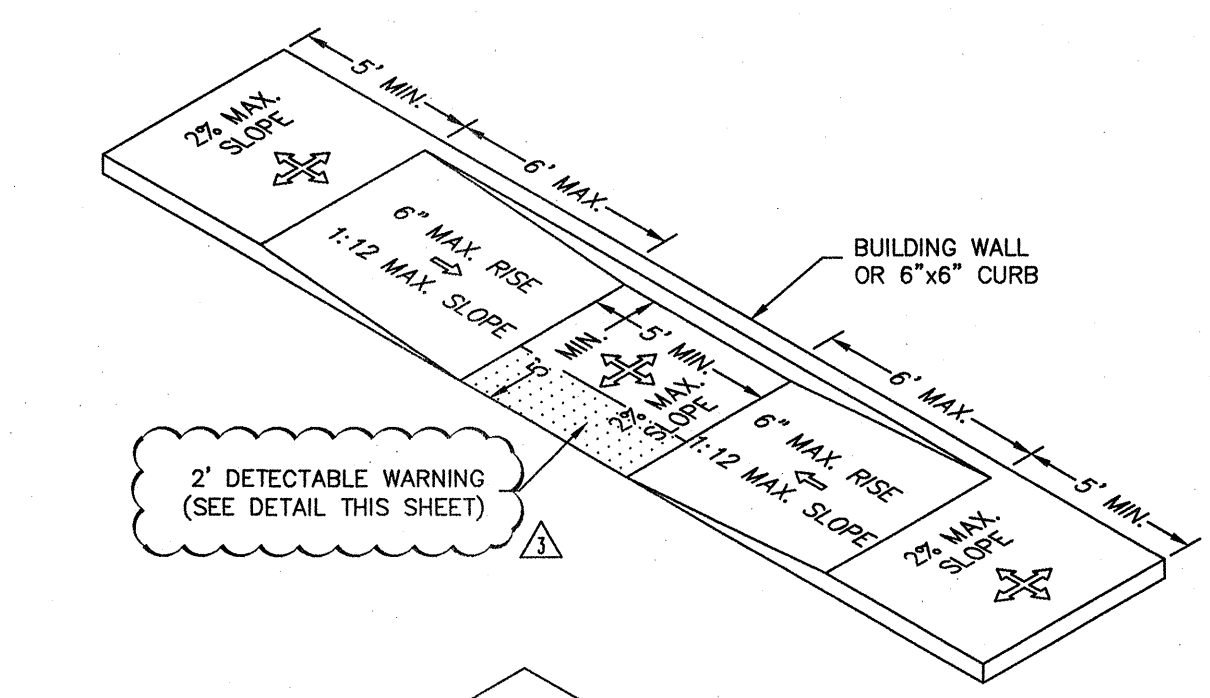 5' MIN.
2% MAX.
SLOPE
6' MAX.
6" MAX. RISE
1:12 MAX. SLOPE
BUILDING WALL
OR 6"x6" CURB
5' MIN.
5' MIN.
2% MAX.
SLOPE
6' MAX.
6" MAX. RISE
1:12 MAX. SLOPE
2' DETECTABLE WARNING
(SEE DETAIL THIS SHEET)
3
5' MIN.
2% MAX.
SLOPE